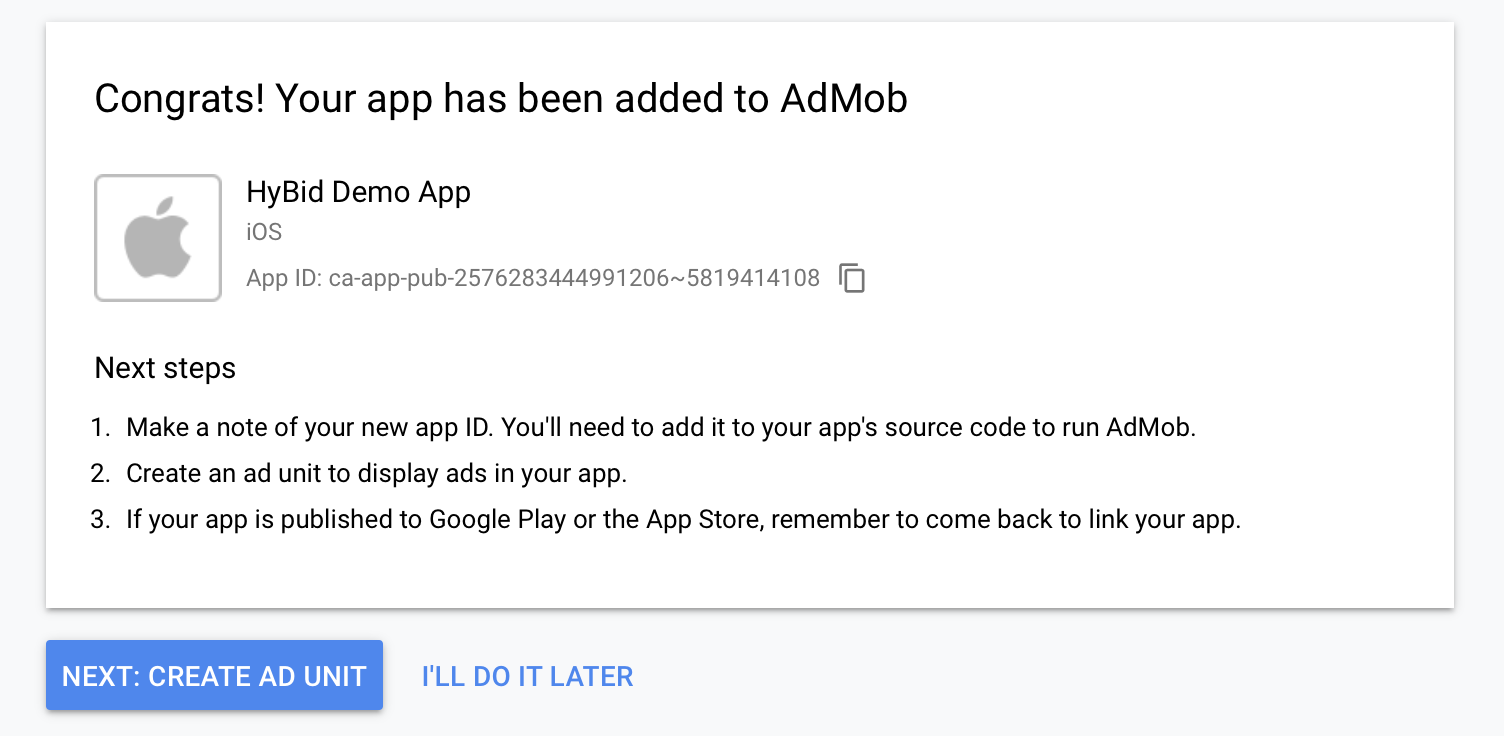 Congrats! Your app has been added to AdMob
HyBid Demo App
iOS
App ID: ca-app-pub-2576283444991206~5819414108
Next steps
1. Make a note of your new app ID. You'll need to add it to your app's source code to run AdMob.
2. Create an ad unit to display ads in your app.
3. If your app is published to Google Play or the App Store, remember to come back to link your app.
NEXT: CREATE AD UNIT
I'LL DO IT LATER